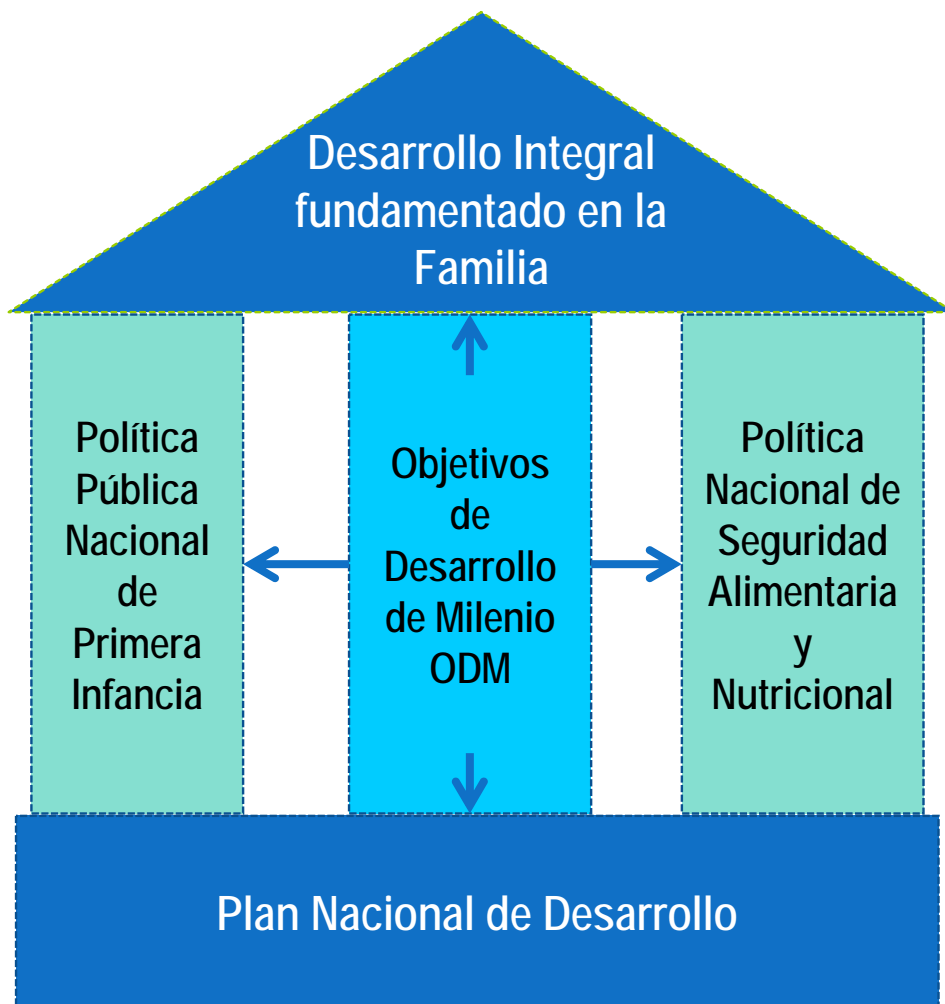 Desarrollo Integral
fundamentado en la
Familia
Política
Pública
Nacional
de
Primera
Infancia
Objetivos
de
Desarrollo
de Milenio
ODM
Política
Nacional de
Seguridad
Alimentaria
y
Nutricional
Plan Nacional de Desarrollo